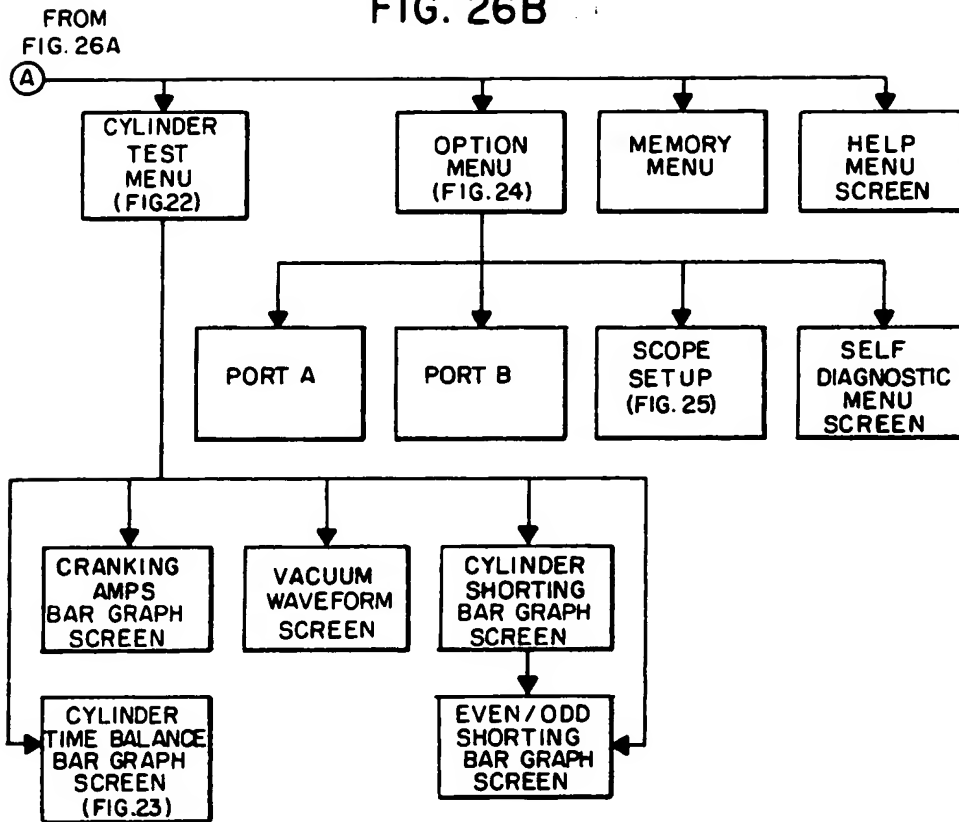 FIG. 26B
FROM
FIG. 26A
A
CYLINDER
TEST
MENU
(FIG.22)
OPTION
MENU
(FIG. 24)
MEMORY
MENU
HELP
MENU
SCREEN
PORT A
PORT B
SCOPE
SETUP
(FIG. 25)
SELF
DIAGNOSTIC
MENU
SCREEN
CRANKING
AMPS
BAR GRAPH
SCREEN
VACUUM
WAVEFORM
SCREEN
CYLINDER
SHORTING
BAR GRAPH
SCREEN
CYLINDER
TIME BALANCE
BAR GRAPH
SCREEN
(FIG.23)
EVEN/ODD
SHORTING
BAR GRAPH
SCREEN